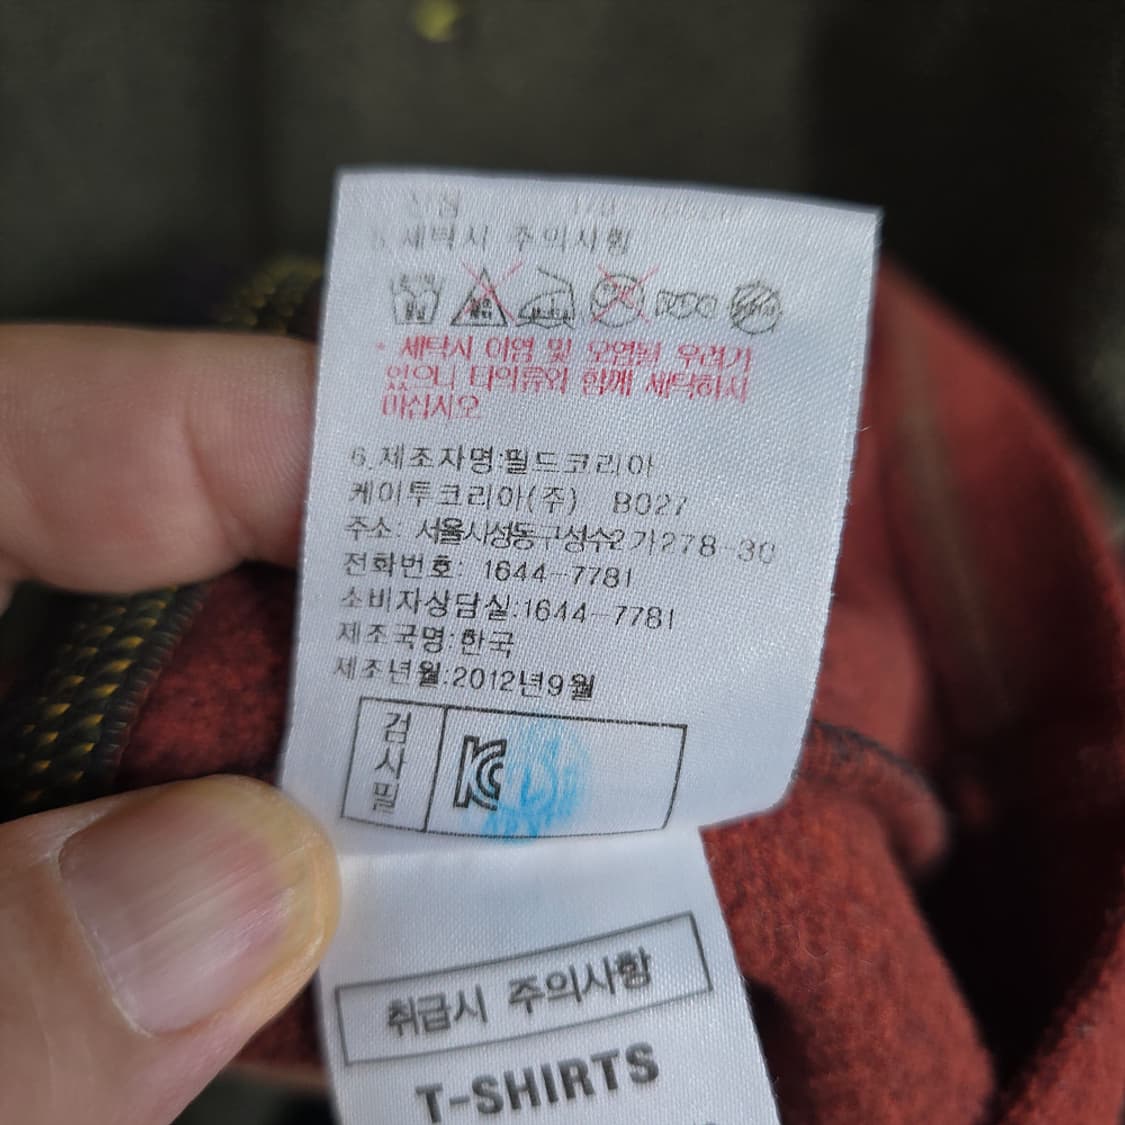 5.세탁시 주의사항
* 세탁시 이염 및 오염될 우려가
있으니 타의류와 함께 세탁하지
마십시오
6.제조자명:필드코리아
케이투코리아(주) B027
주소: 서울시성동구성수2가278-30
전화번호: 1644-7781
소비자상담실:1644-7781
제조국명:한국
제조년월:2012년9월
검사필
KC
취급시 주의사항
T-SHIRTS